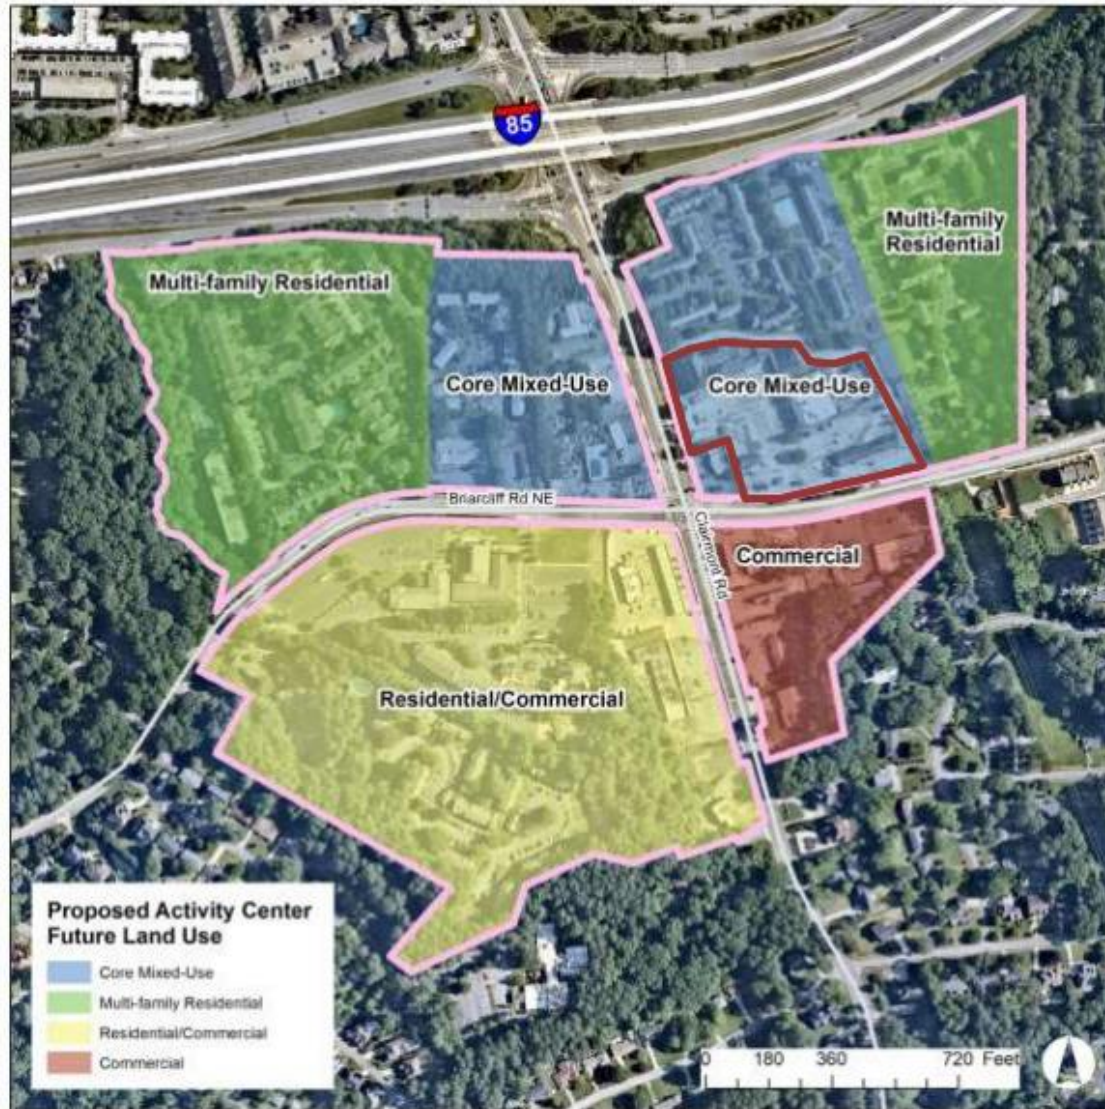 85
Multi-family
Residential
Multi-family Residential
Core Mixed-Use
Core Mixed-Use
Briarcliff Rd NE
Clairmont Rd
Commercial
Residential/Commercial
Proposed Activity Center
Future Land Use
Core Mixed-Use
Multi-family Residential
Residential/Commercial
Commercial
0 180 360 720 Feet